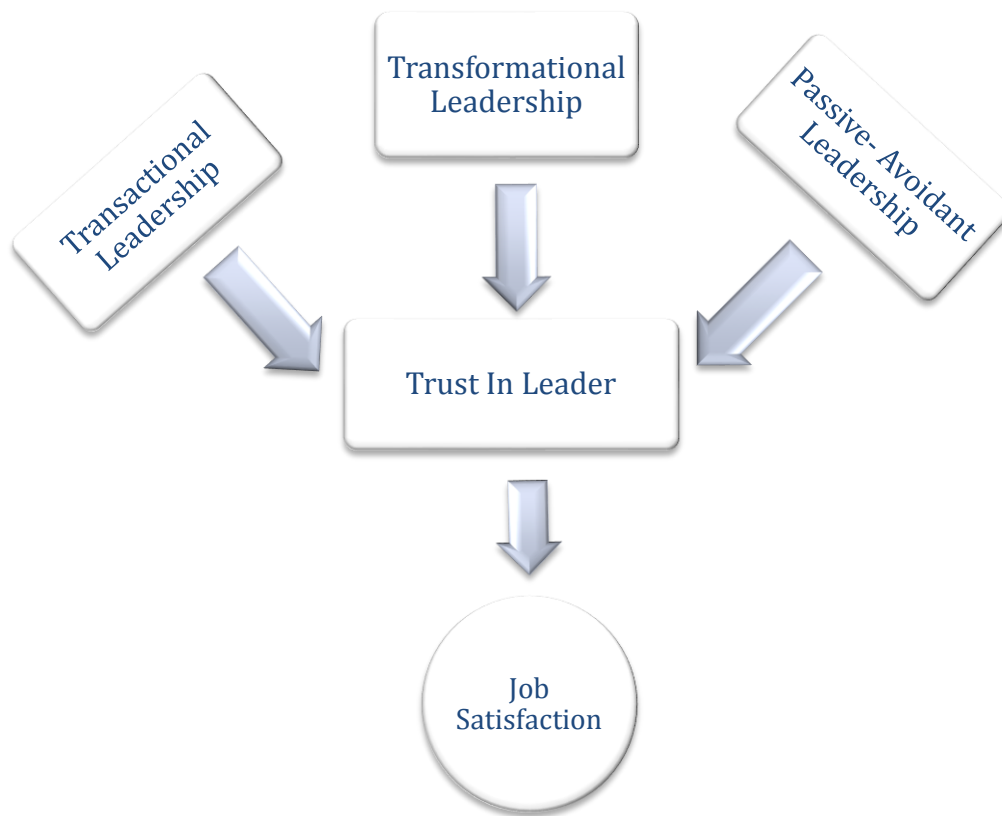 Transformational
Leadership
Transactional
Leadership
Passive- Avoidant
Leadership
Trust In Leader
Job
Satisfaction